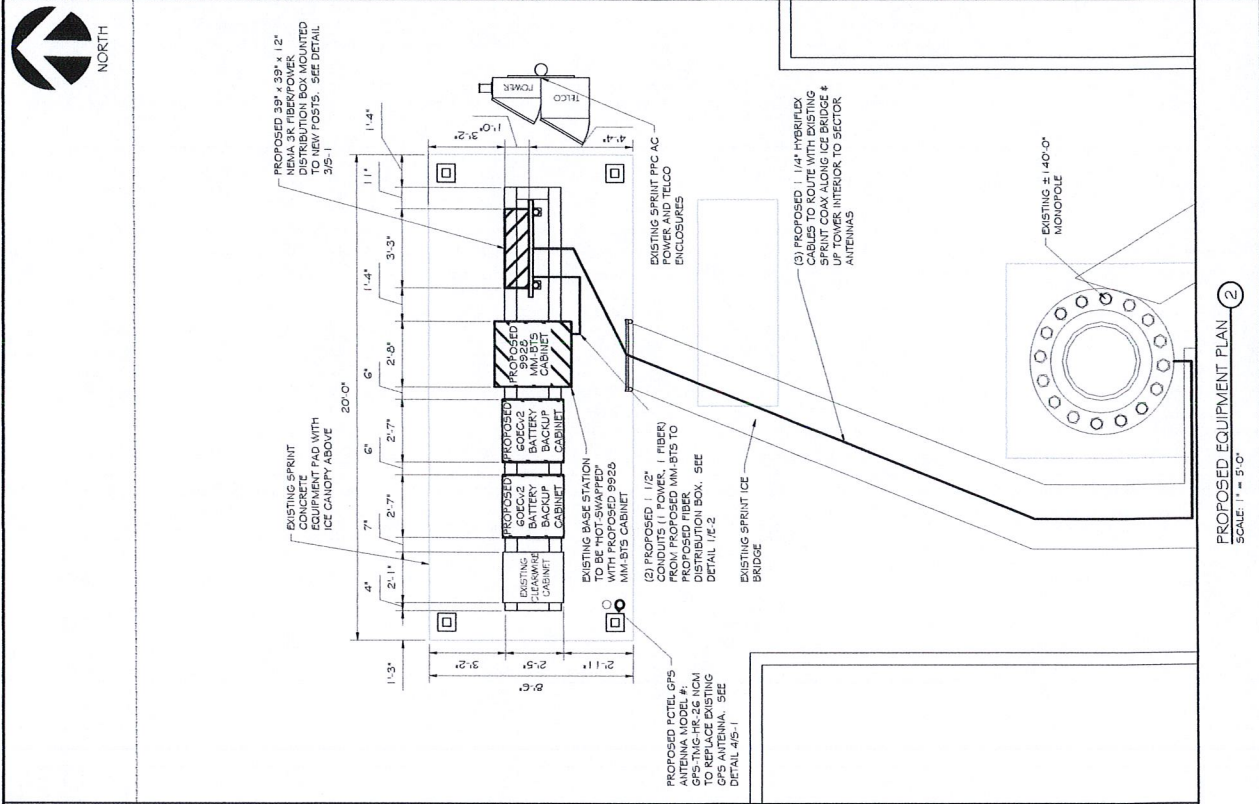 NORTH
PROPOSED 39" x 39" x 12"
NEMA 3R FIBER/POWER
DISTRIBUTION BOX MOUNTED
TO NEW POSTS. SEE DETAIL
3/S-1
EXISTING SPRINT
CONCRETE
EQUIPMENT PAD WITH
ICE CANOPY ABOVE
20'-0"
1'-3"
4"
2'-1"
7"
2'-7"
6"
2'-7"
6"
2'-8"
1'-4"
3'-3"
11"
1'-4"
3'-2"
1'-0"
4'-4"
POWER
TELCO
3'-2"
2'-5"
2'-11"
8'-6"
EXISTING
CLEARWIRE
CABINET
PROPOSED
60ECv2
BATTERY
BACKUP
CABINET
PROPOSED
60ECv2
BATTERY
BACKUP
CABINET
PROPOSED
9928
MM-BTS
CABINET
EXISTING SPRINT PPC AC
POWER AND TELCO
ENCLOSURES
EXISTING BASE STATION
TO BE "HOT-SWAPPED"
WITH PROPOSED 9928
MM-BTS CABINET
(2) PROPOSED 1 1/2"
CONDUITS (1 POWER, 1 FIBER)
FROM PROPOSED MM-BTS TO
PROPOSED FIBER
DISTRIBUTION BOX. SEE
DETAIL 1/E-2
EXISTING SPRINT ICE
BRIDGE
PROPOSED PCTEL GPS
ANTENNA MODEL #:
GPS-TMG-HR-26 NCM
TO REPLACE EXISTING
GPS ANTENNA. SEE
DETAIL 4/S-1
(3) PROPOSED 1 1/4" HYBRIFLEX
CABLES TO ROUTE WITH EXISTING
SPRINT COAX ALONG ICE BRIDGE &
UP TOWER INTERIOR TO SECTOR
ANTENNAS
EXISTING ± 140'-0"
MONOPOLE
PROPOSED EQUIPMENT PLAN 2
SCALE: 1" = 5'-0"